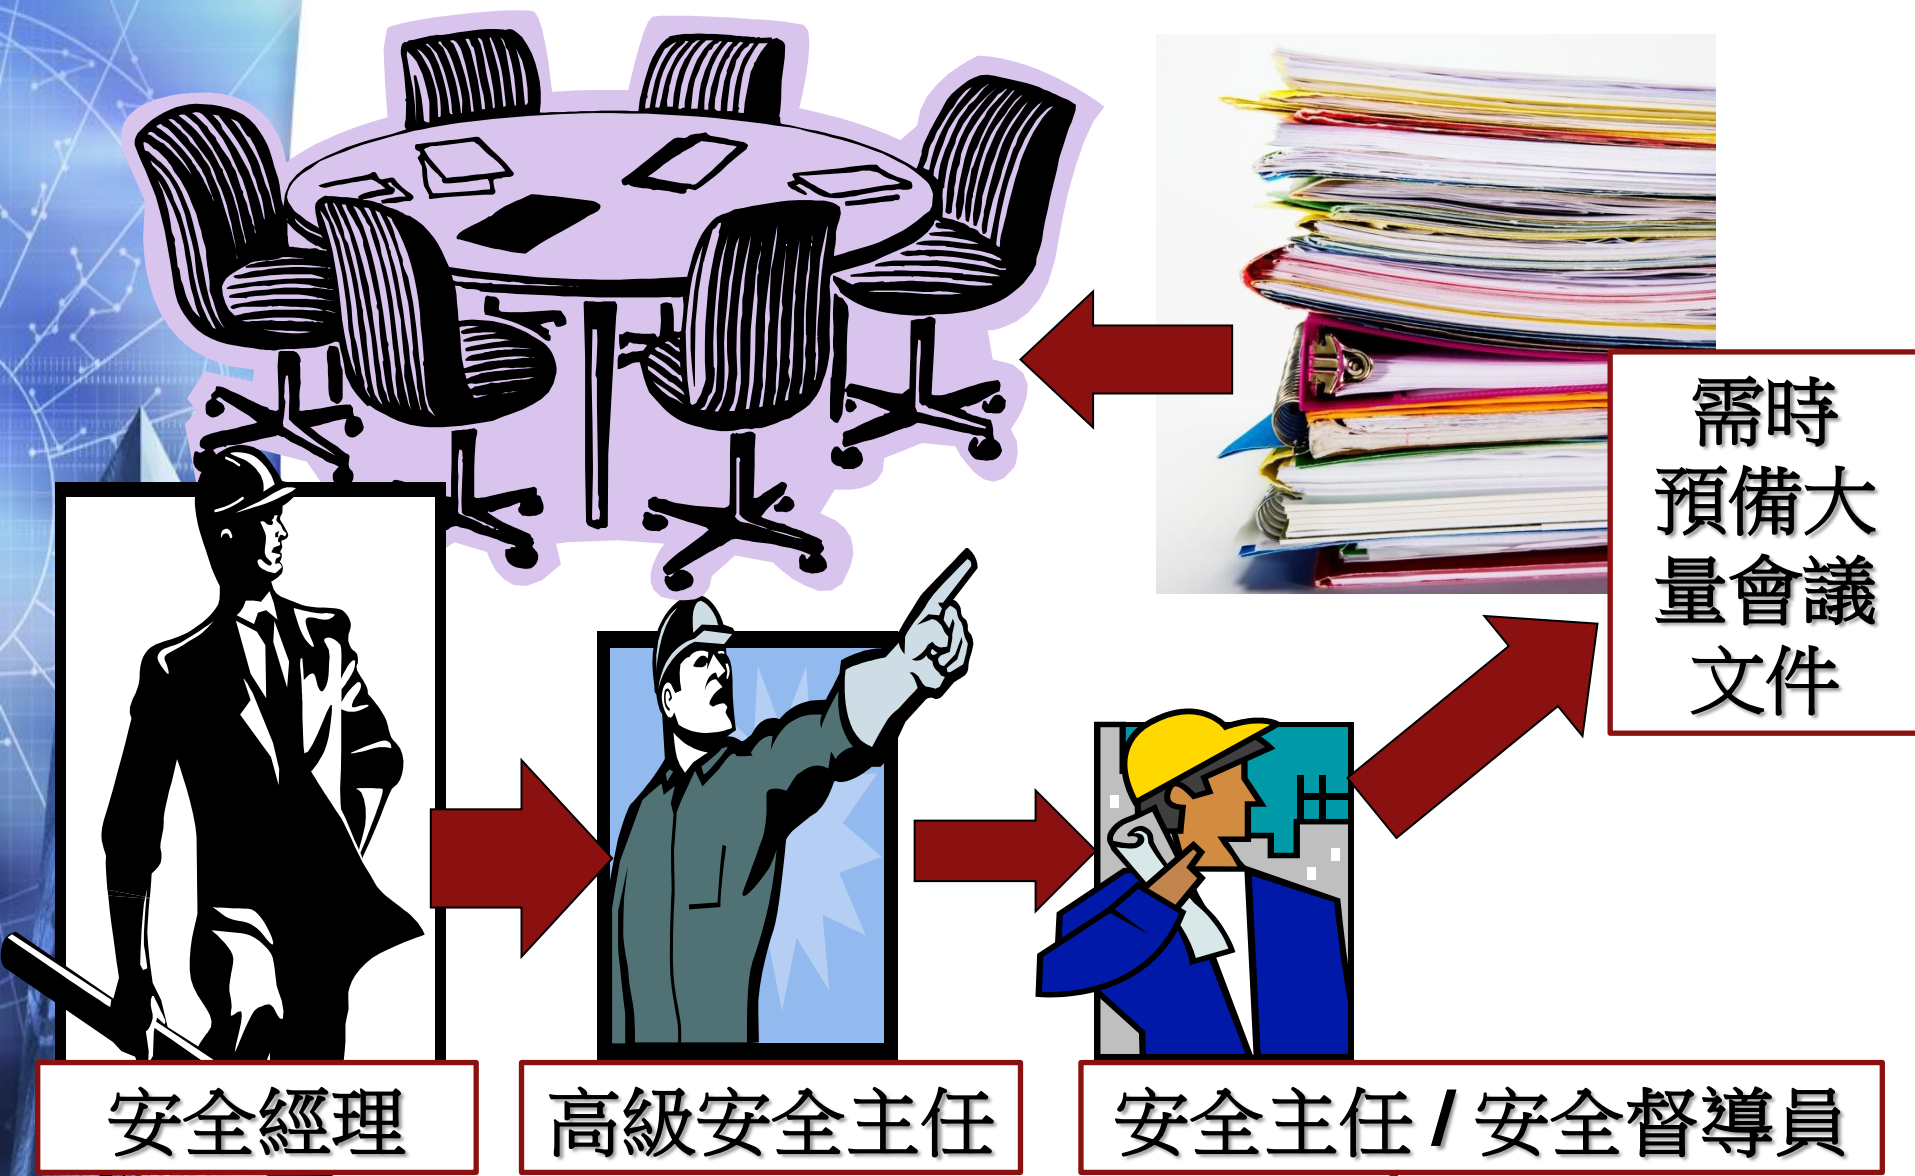 需時
預備大
量會議
文件
安全經理
高級安全主任
安全主任 / 安全督導員